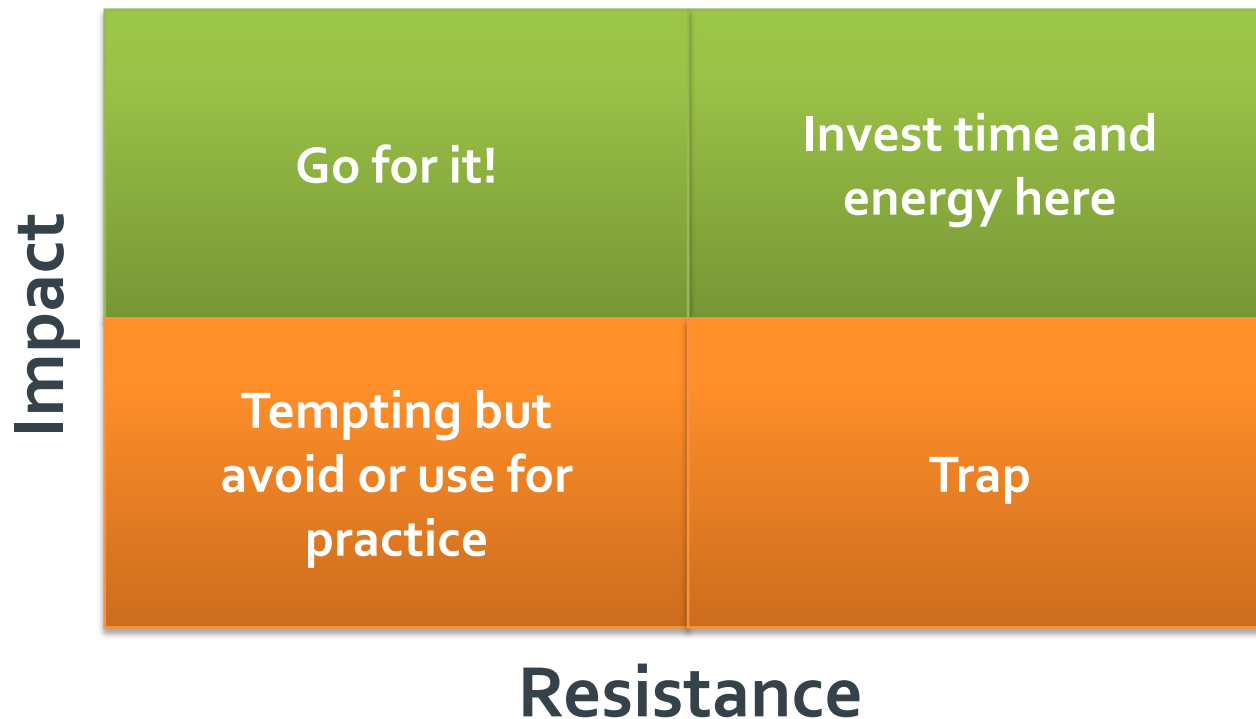 Go for it!
Invest time and
energy here
Impact
Tempting but
avoid or use for
practice
Trap
Resistance